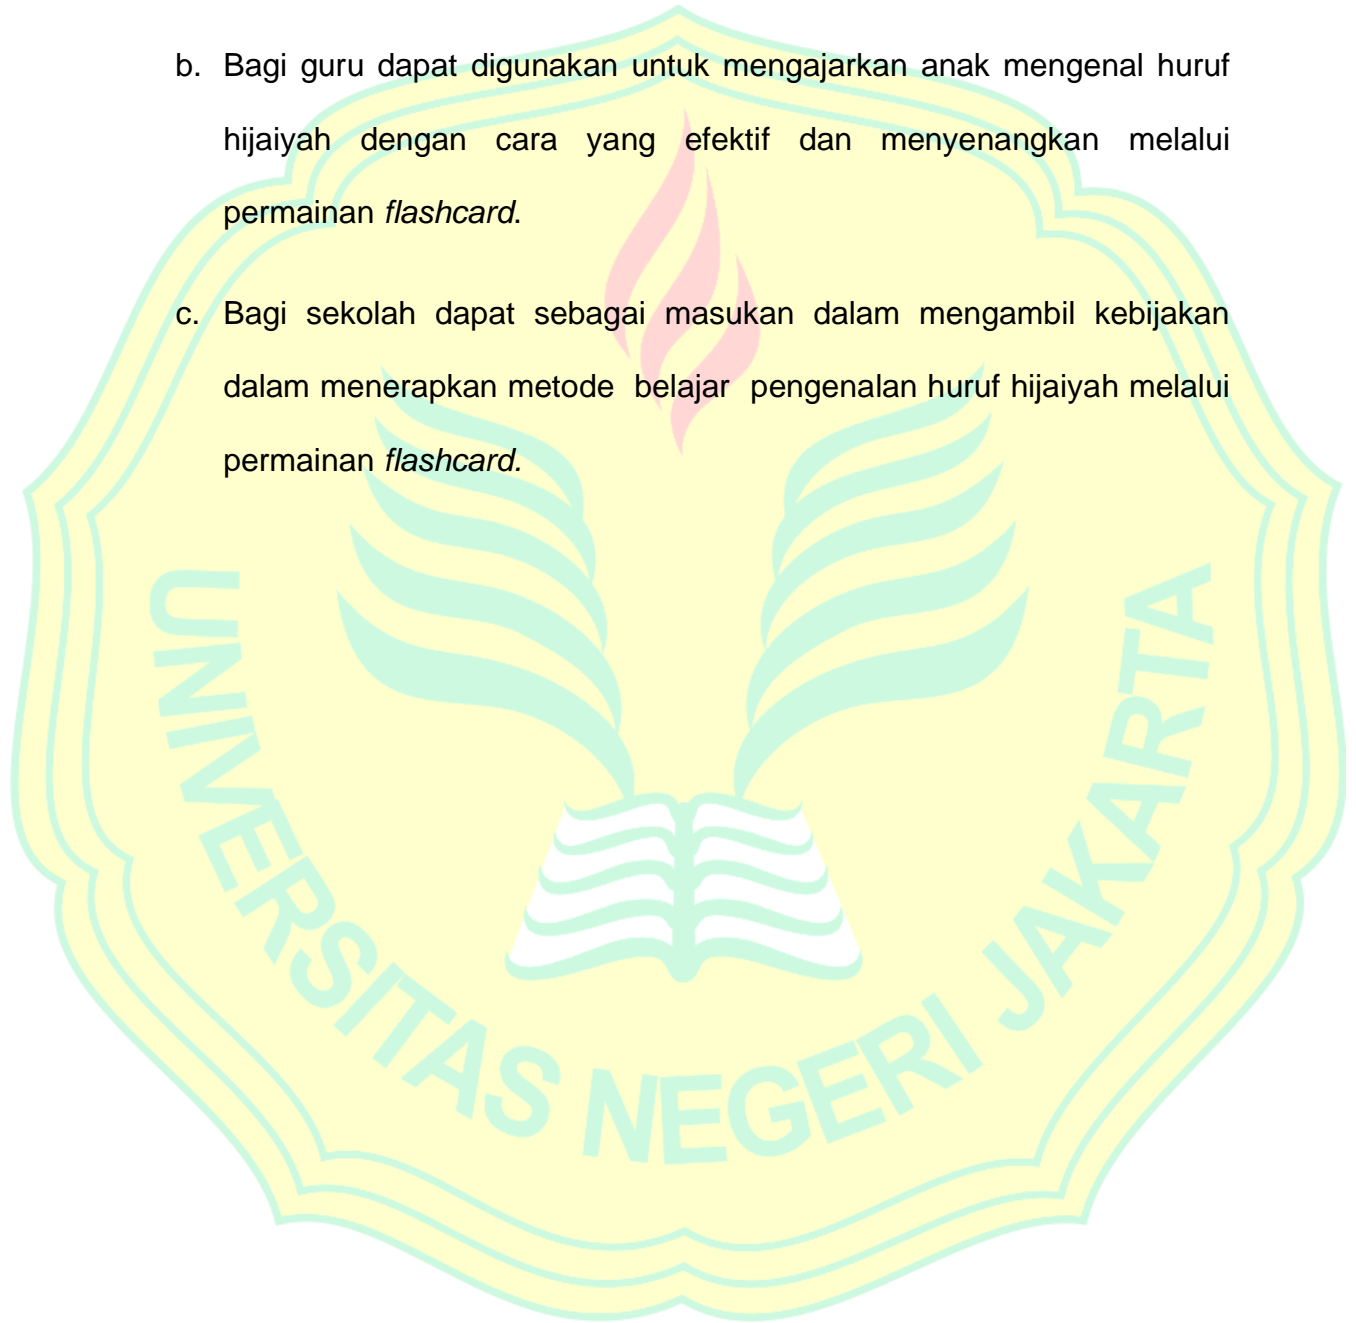 b. Bagi guru dapat digunakan untuk mengajarkan anak mengenal huruf
hijaiyah dengan cara yang efektif dan menyenangkan melalui
permainan flashcard.
c. Bagi sekolah dapat sebagai masukan dalam mengambil kebijakan
dalam menerapkan metode belajar pengenalan huruf hijaiyah melalui
permainan flashcard.
UNIVERSITAS NEGERI JAKARTA